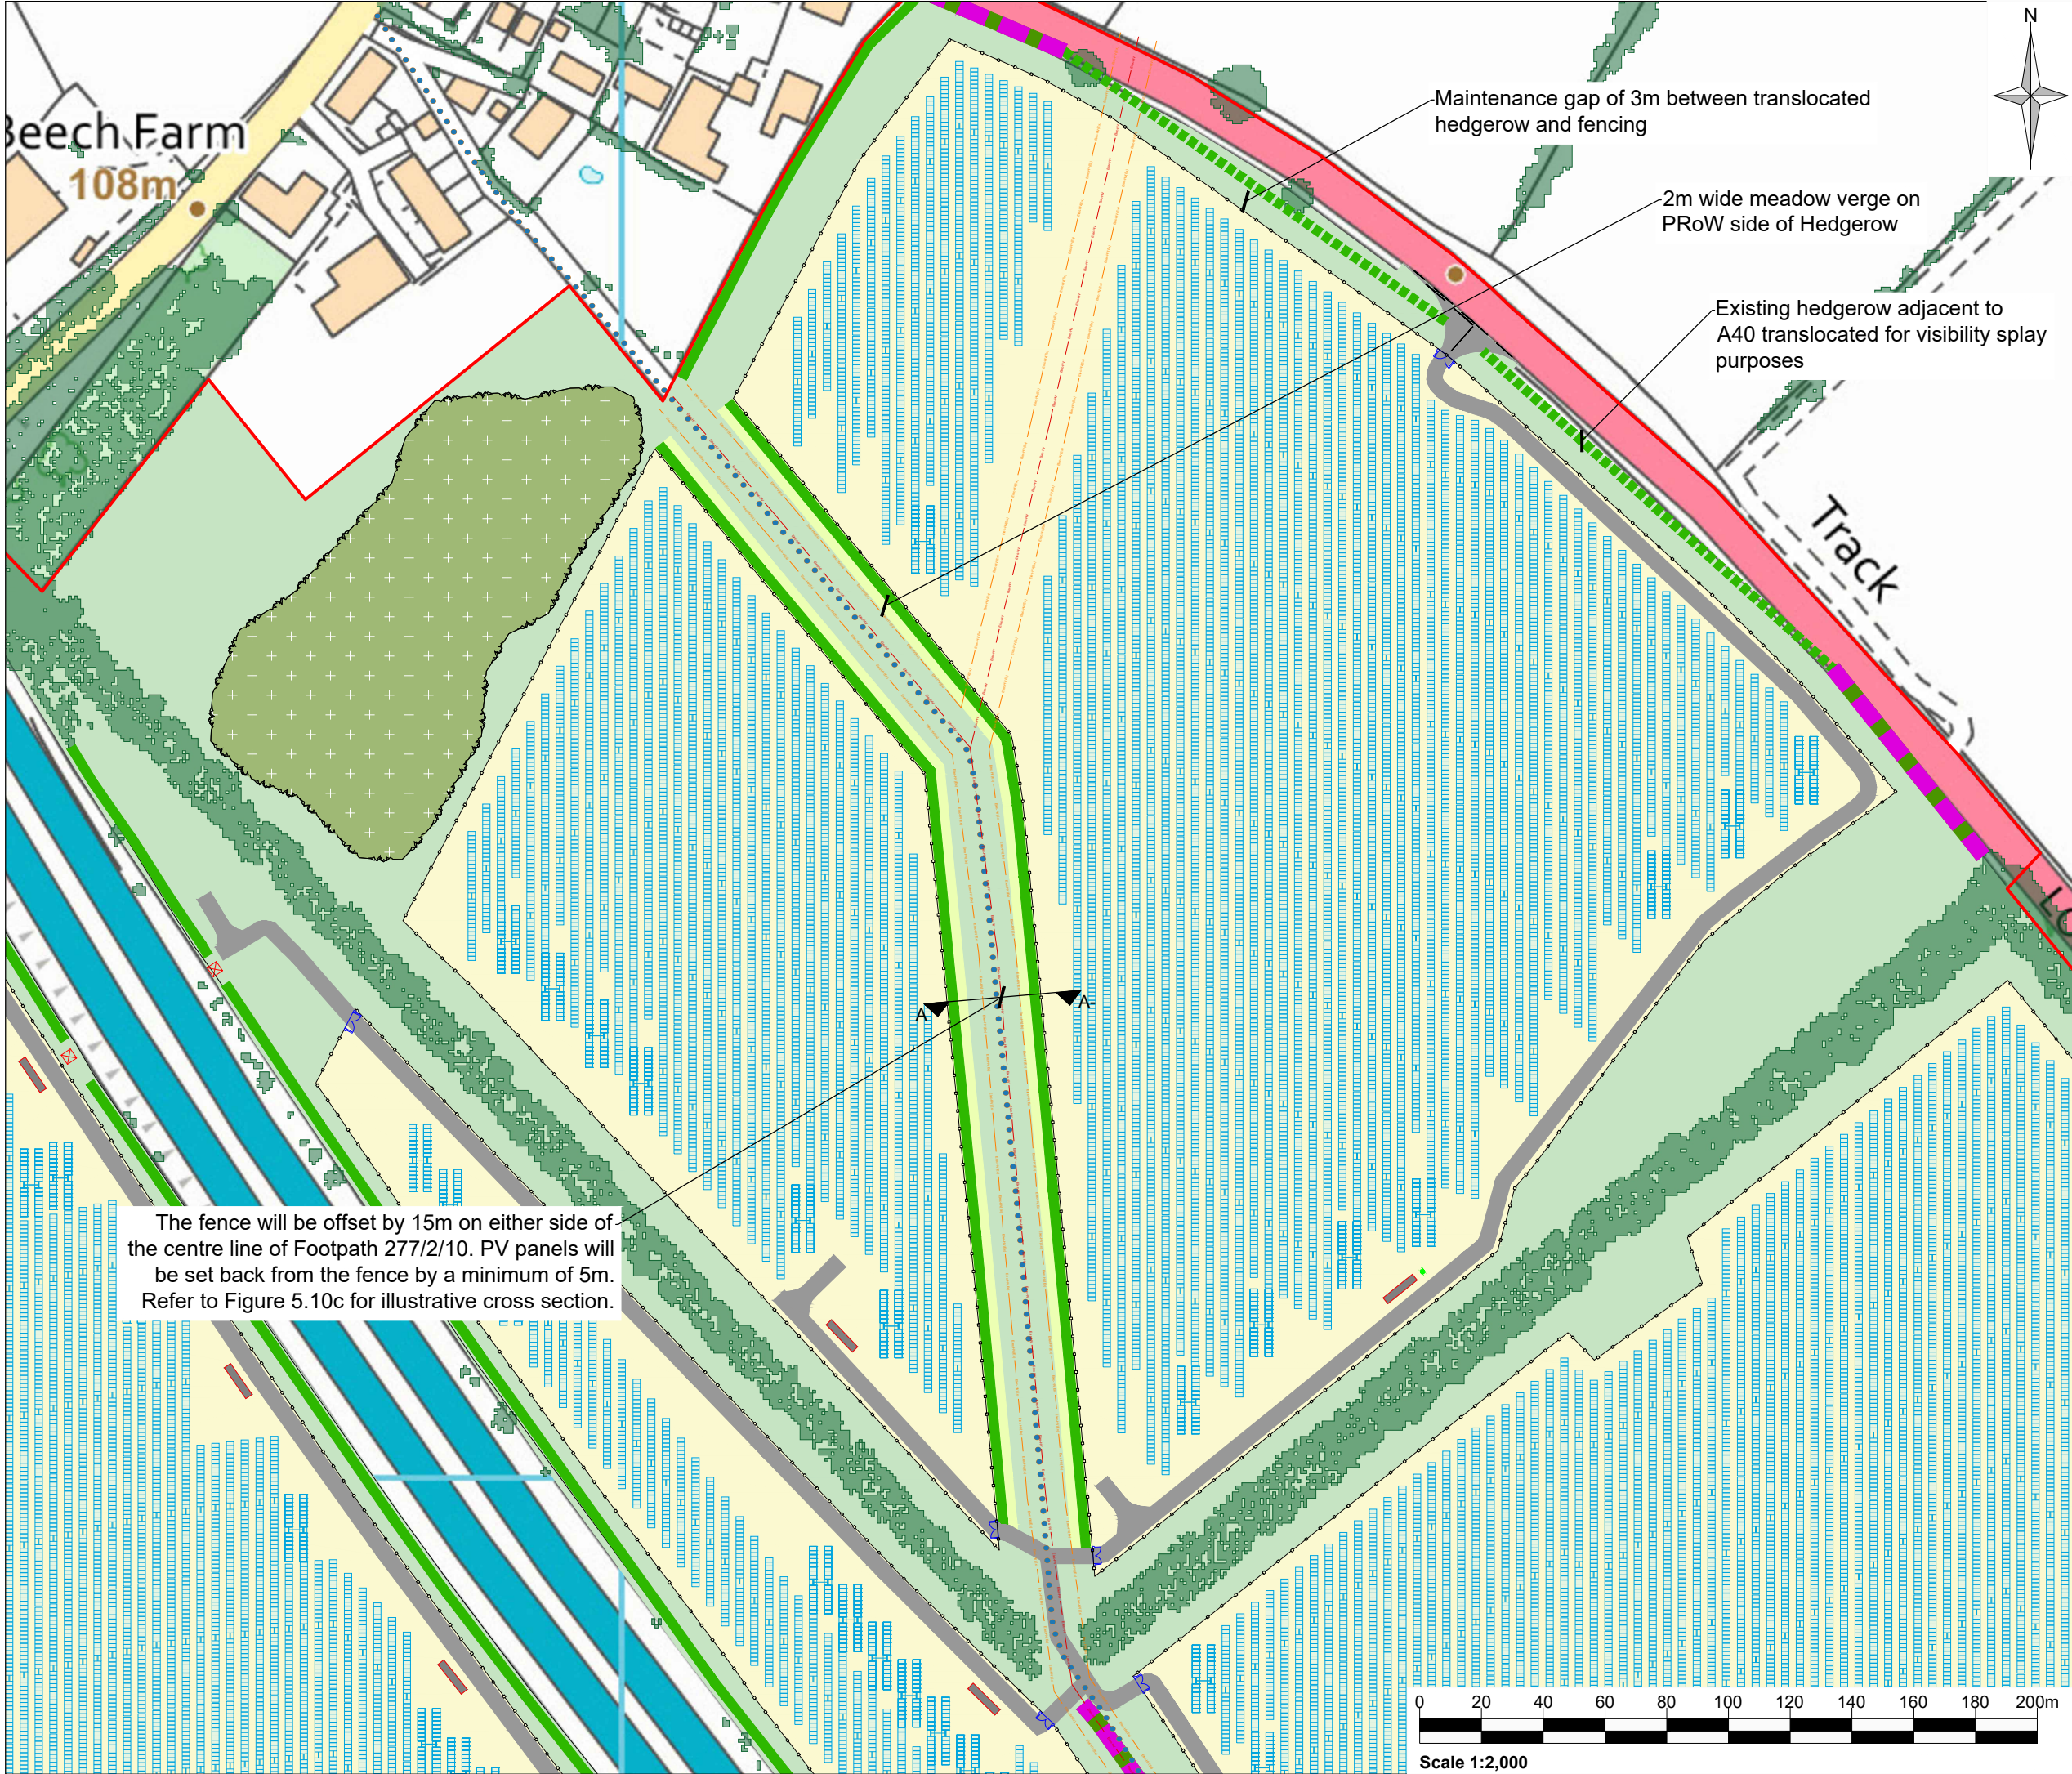 N
Beech Farm
108m
Maintenance gap of 3m between translocated
hedgerow and fencing
2m wide meadow verge on
PRoW side of Hedgerow
Existing hedgerow adjacent to
A40 translocated for visibility splay
purposes
Track
A
A-
The fence will be offset by 15m on either side of
the centre line of Footpath 277/2/10. PV panels will
be set back from the fence by a minimum of 5m.
Refer to Figure 5.10c for illustrative cross section.
0 20 40 60 80 100 120 140 160 180 200m
Scale 1:2,000